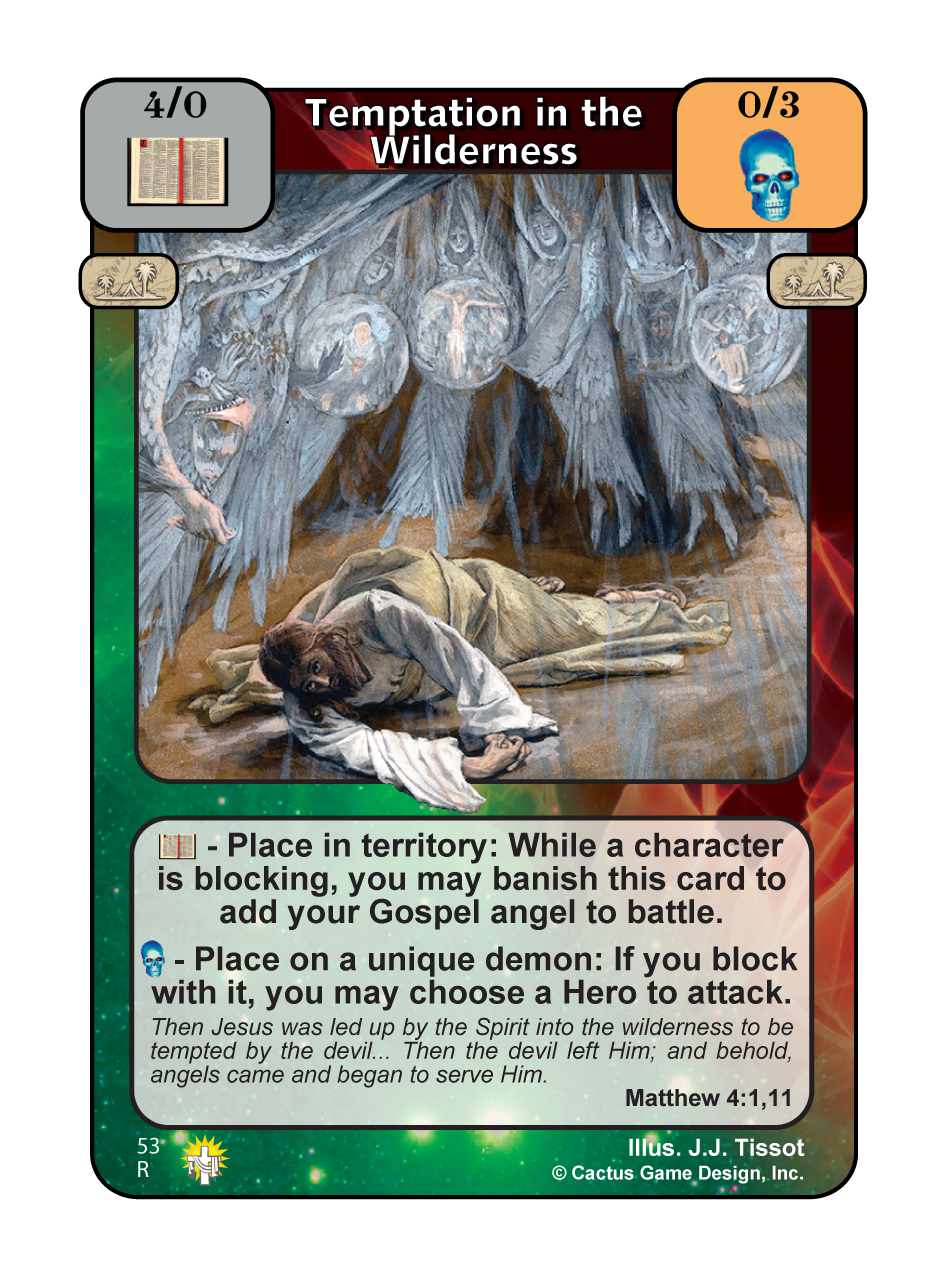 4/0
Temptation in the
Wilderness
0/3
- Place in territory: While a character
is blocking, you may banish this card to
add your Gospel angel to battle.
- Place on a unique demon: If you block
with it, you may choose a Hero to attack.
Then Jesus was led up by the Spirit into the wilderness to be
tempted by the devil... Then the devil left Him; and behold,
angels came and began to serve Him.
Matthew 4:1,11
53
R
Illus. J.J. Tissot
© Cactus Game Design, Inc.